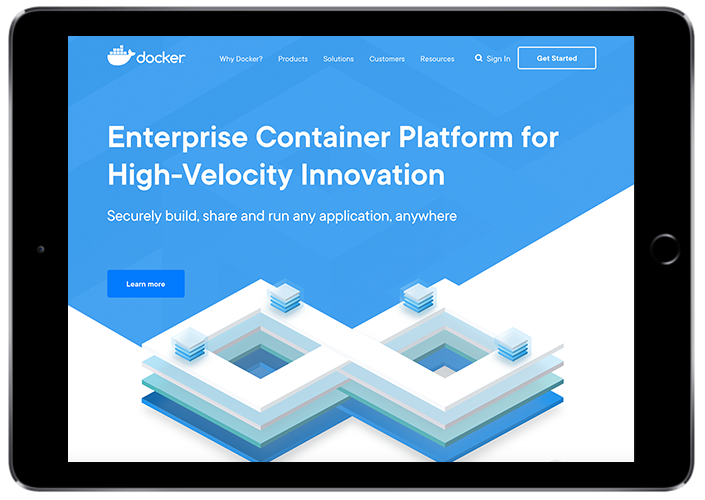 docker
Why Docker? Products Solutions Customers Resources Sign In Get Started
Enterprise Container Platform for
High-Velocity Innovation
Securely build, share and run any application, anywhere
Learn more